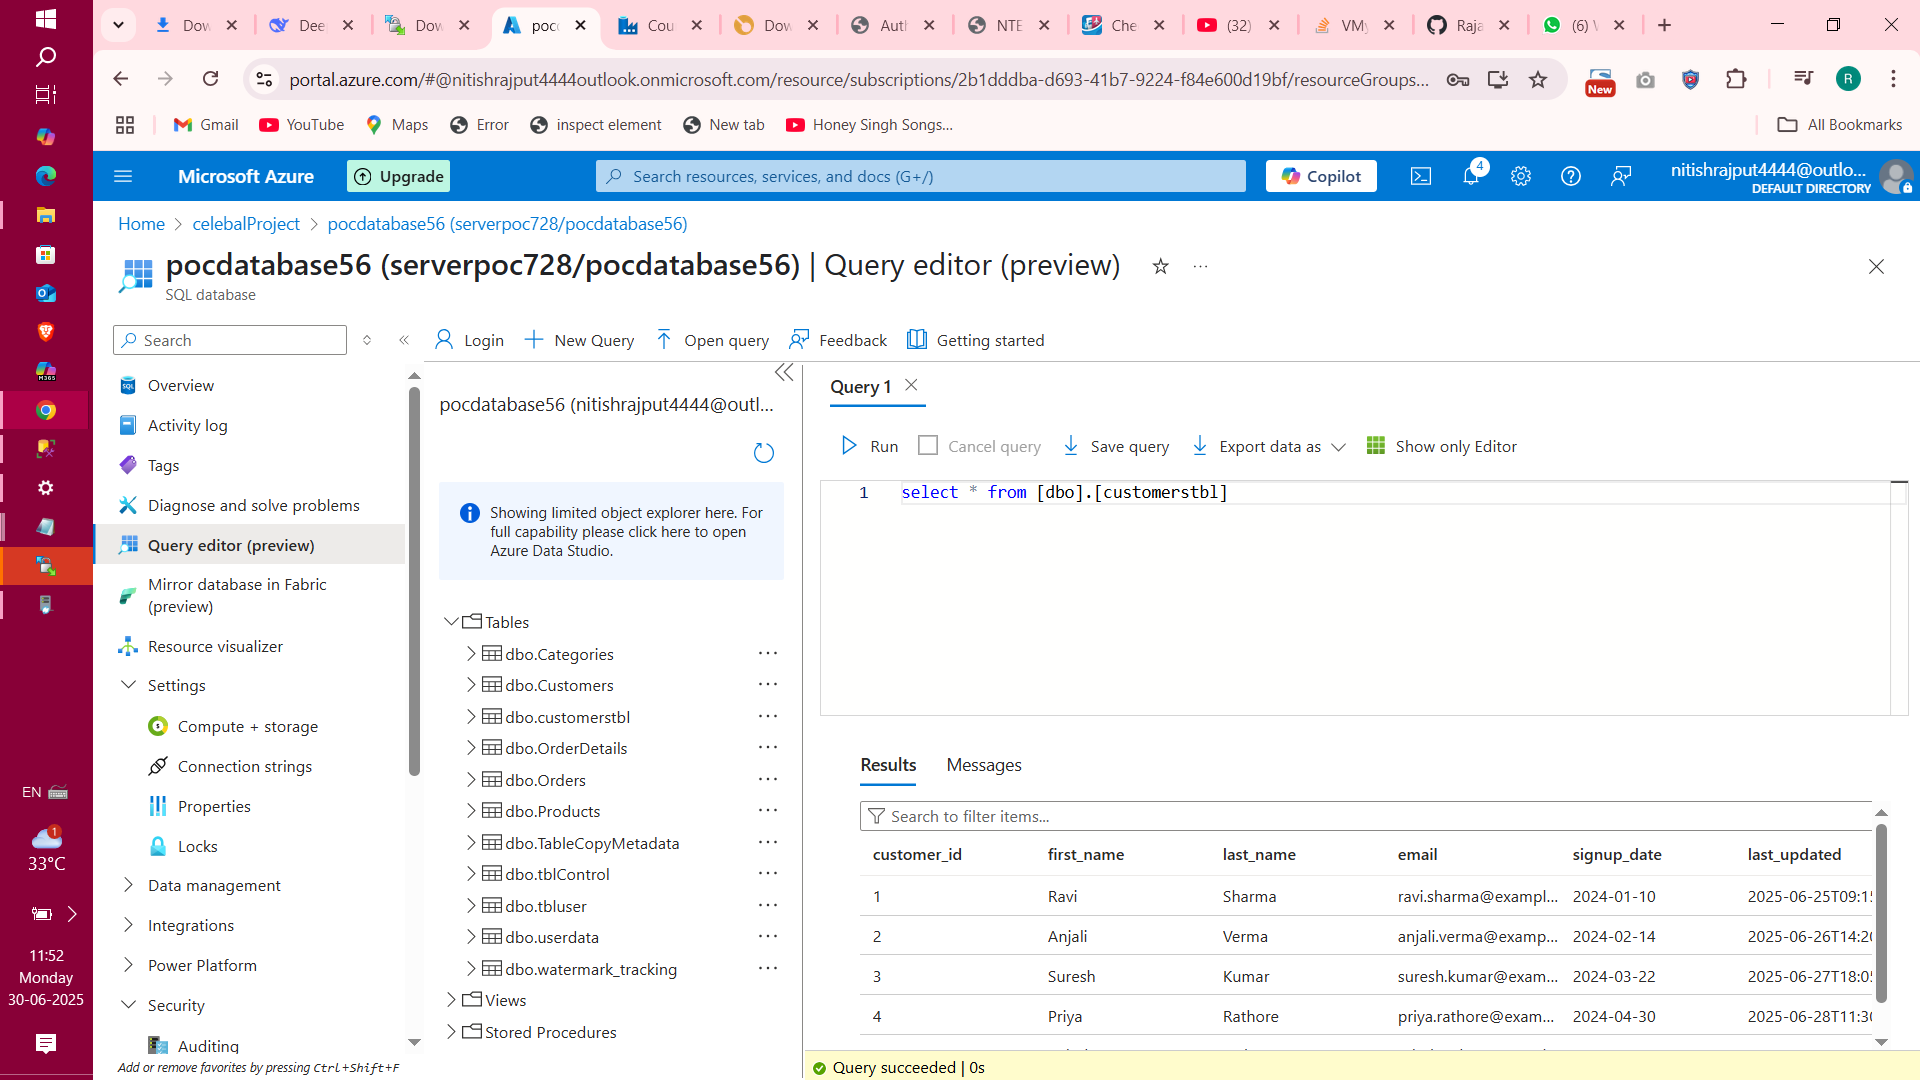 Dow
Dee
Dow
poc
Cou
Dow
Aut
NTE
Che
(32)
VMy
Raja
(6)
portal.azure.com/#@nitishrajput4444outlook.onmicrosoft.com/resource/subscriptions/2b1dddba-d693-41b7-9224-f84e600d19bf/resourceGroups...
New
R
Gmail
YouTube
Maps
Error
inspect element
New tab
Honey Singh Songs...
All Bookmarks
Microsoft Azure
Upgrade
Search resources, services, and docs (G+/)
Copilot
4
nitishrajput4444@outlo...
DEFAULT DIRECTORY
Home > celebalProject > pocdatabase56 (serverpoc728/pocdatabase56)
pocdatabase56 (serverpoc728/pocdatabase56) | Query editor (preview)
SQL database
Search
Login
New Query
Open query
Feedback
Getting started
Overview
Activity log
Tags
Diagnose and solve problems
Query editor (preview)
Mirror database in Fabric
(preview)
Resource visualizer
Settings
Compute + storage
Connection strings
Properties
Locks
Data management
Integrations
Power Platform
Security
Auditing
Add or remove favorites by pressing Ctrl+Shift+F
pocdatabase56 (nitishrajput4444@outl...
Showing limited object explorer here. For
full capability please click here to open
Azure Data Studio.
Tables
dbo.Categories
dbo.Customers
dbo.customerstbl
dbo.OrderDetails
dbo.Orders
dbo.Products
dbo.TableCopyMetadata
dbo.tblControl
dbo.tbluser
dbo.userdata
dbo.watermark_tracking
Views
Stored Procedures
Query 1
Run
Cancel query
Save query
Export data as
Show only Editor
1 select * from [dbo].[customerstbl]
Results
Messages
Search to filter items...
customer_id first_name last_name email signup_date last_updated
1 Ravi Sharma ravi.sharma@exampl... 2024-01-10 2025-06-25T09:15
2 Anjali Verma anjali.verma@examp... 2024-02-14 2025-06-26T14:20
3 Suresh Kumar suresh.kumar@exam... 2024-03-22 2025-06-27T18:05
4 Priya Rathore priya.rathore@exam... 2024-04-30 2025-06-28T11:30
Query succeeded | 0s
M365
EN
1
33°C
11:52
Monday
30-06-2025